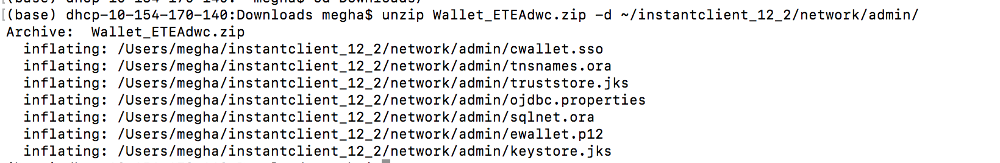 (base) dhcp-10-154-170-140:Downloads megha$ unzip Wallet_ETEAdwc.zip -d ~/instantclient_12_2/network/admin/
Archive:  Wallet_ETEAdwc.zip
  inflating: /Users/megha/instantclient_12_2/network/admin/cwallet.sso
  inflating: /Users/megha/instantclient_12_2/network/admin/tnsnames.ora
  inflating: /Users/megha/instantclient_12_2/network/admin/truststore.jks
  inflating: /Users/megha/instantclient_12_2/network/admin/ojdbc.properties
  inflating: /Users/megha/instantclient_12_2/network/admin/sqlnet.ora
  inflating: /Users/megha/instantclient_12_2/network/admin/ewallet.p12
  inflating: /Users/megha/instantclient_12_2/network/admin/keystore.jks